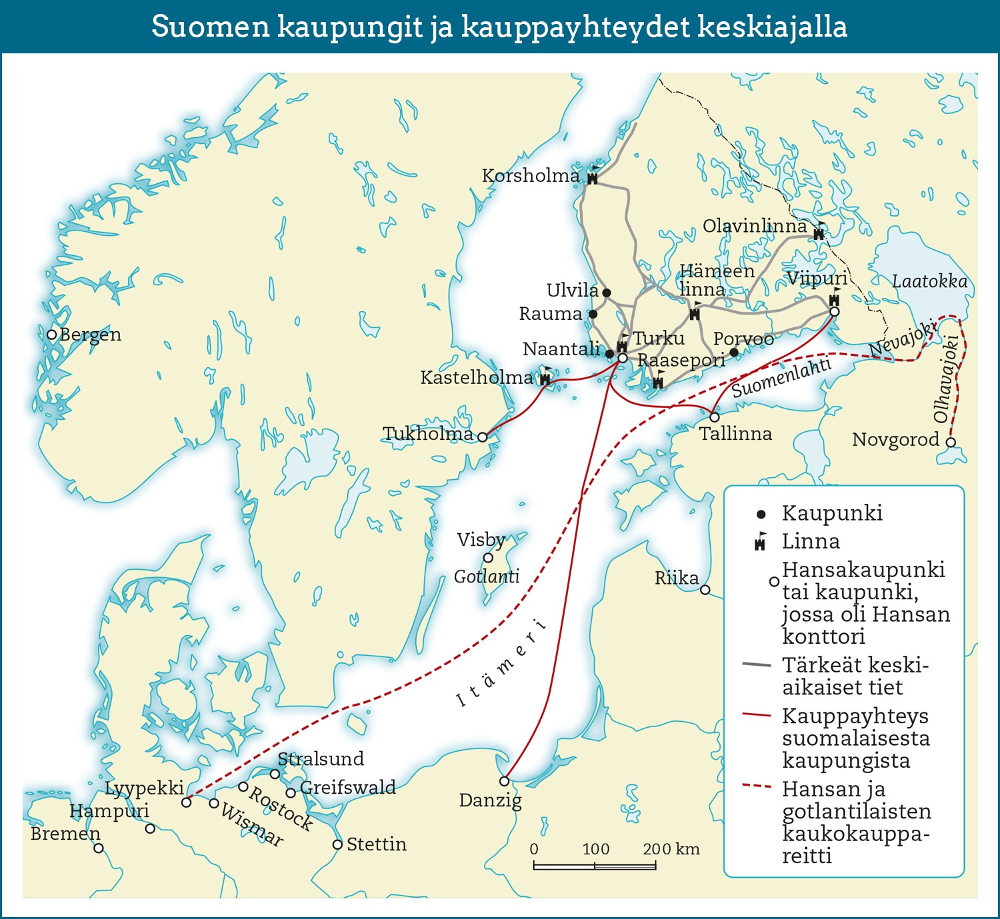 Suomen kaupungit ja kauppayhteydet keskiajalla
Korsholma
Olavinlinna
Hämeen
linna
Viipuri
Laatokka
Ulvila
Rauma
Bergen
Naantali
Turku
Porvoo
Nevajoki
Raasepori
Kastelholma
Suomenlahti
Olhavajoki
Tukholma
Tallinna
Novgorod
Visby
Gotlanti
Riika
Itämeri
Stralsund
Lyypekki
Greifswald
Rostock
Danzig
Hampuri
Wismar
Bremen
Stettin
0 100 200 km
Kaupunki
Linna
Hansakaupunki
tai kaupunki,
jossa oli Hansan
konttori
Tärkeät keski-
aikaiset tiet
Kauppayhteys
suomalaisesta
kaupungista
Hansan ja
gotlantilaisten
kaukokauppa-
reitti